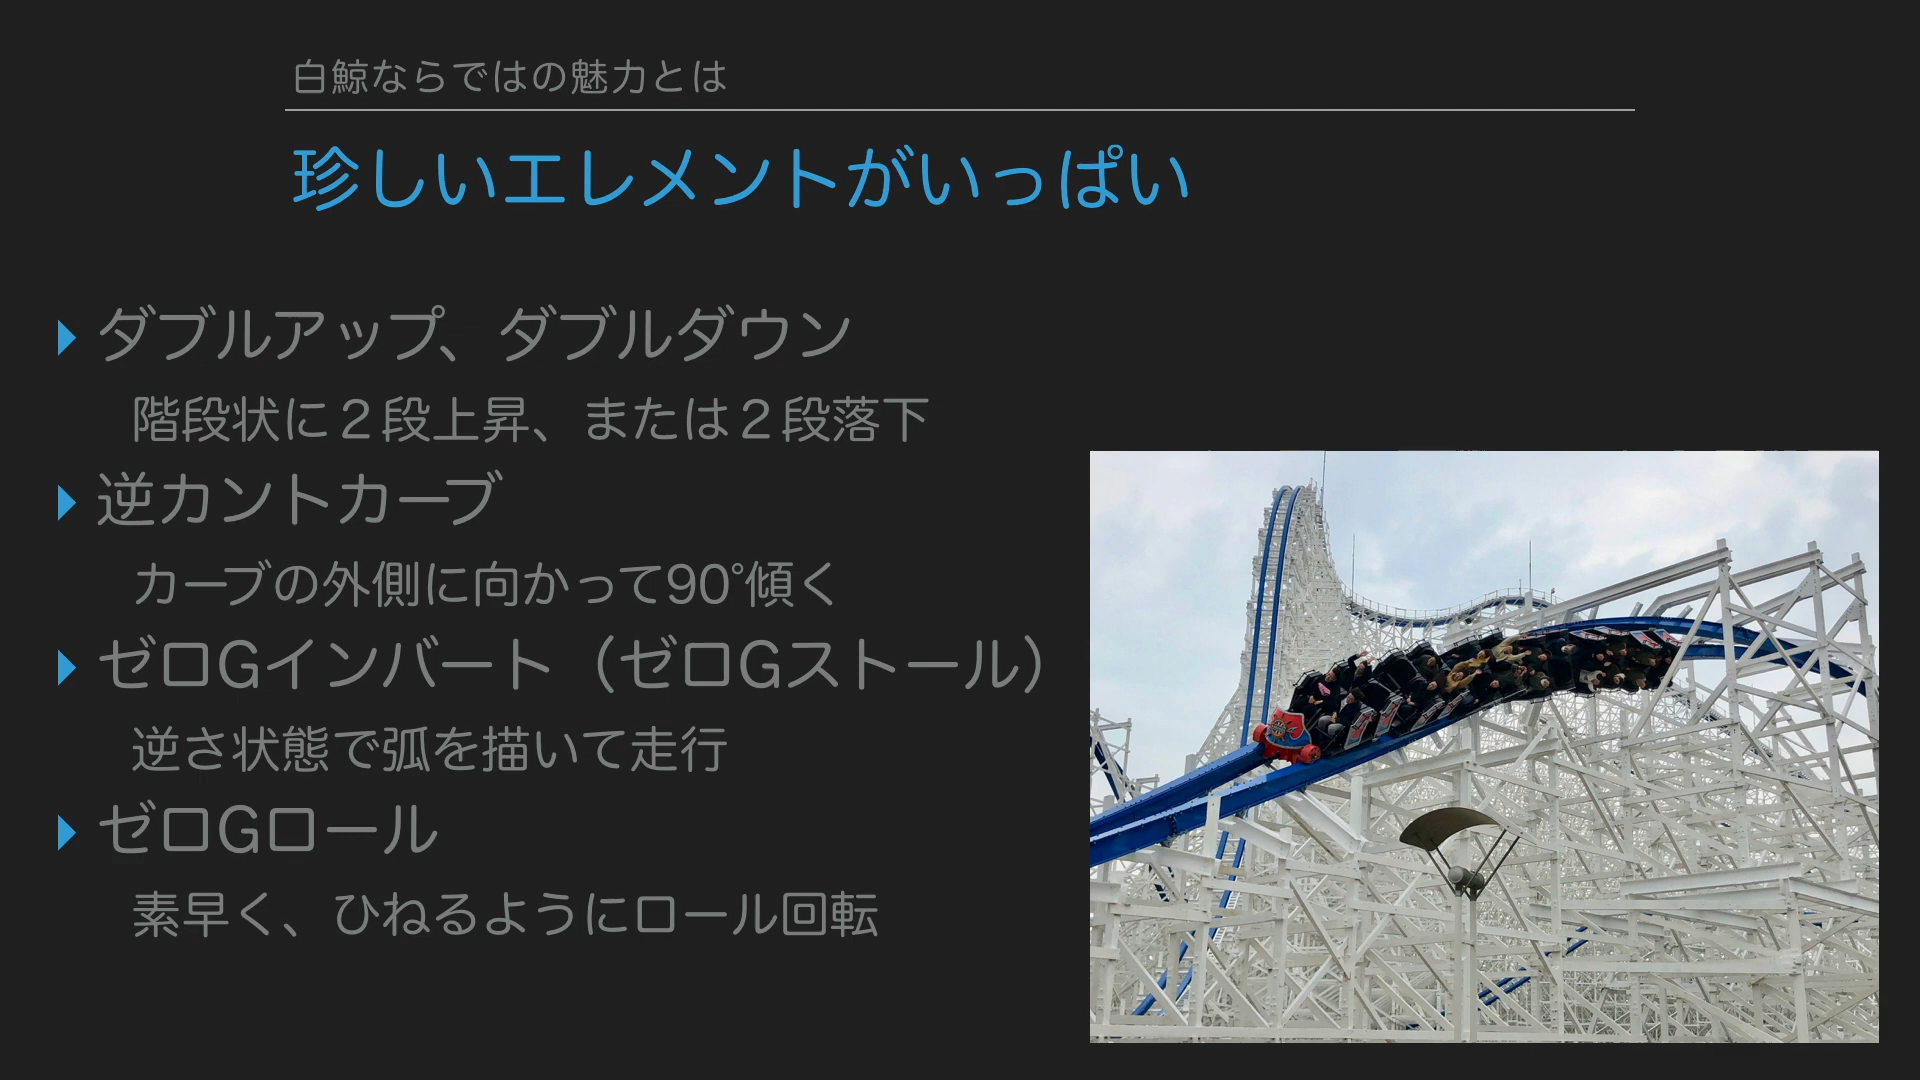 白鯨ならではの魅力とは
珍しいエレメントがいっぱい
ダブルアップ、ダブルダウン
階段状に２段上昇、または２段落下
逆カントカーブ
カーブの外側に向かって90°傾く
ゼロGインバート（ゼロGストール）
逆さ状態で弧を描いて走行
ゼロGロール
素早く、ひねるようにロール回転